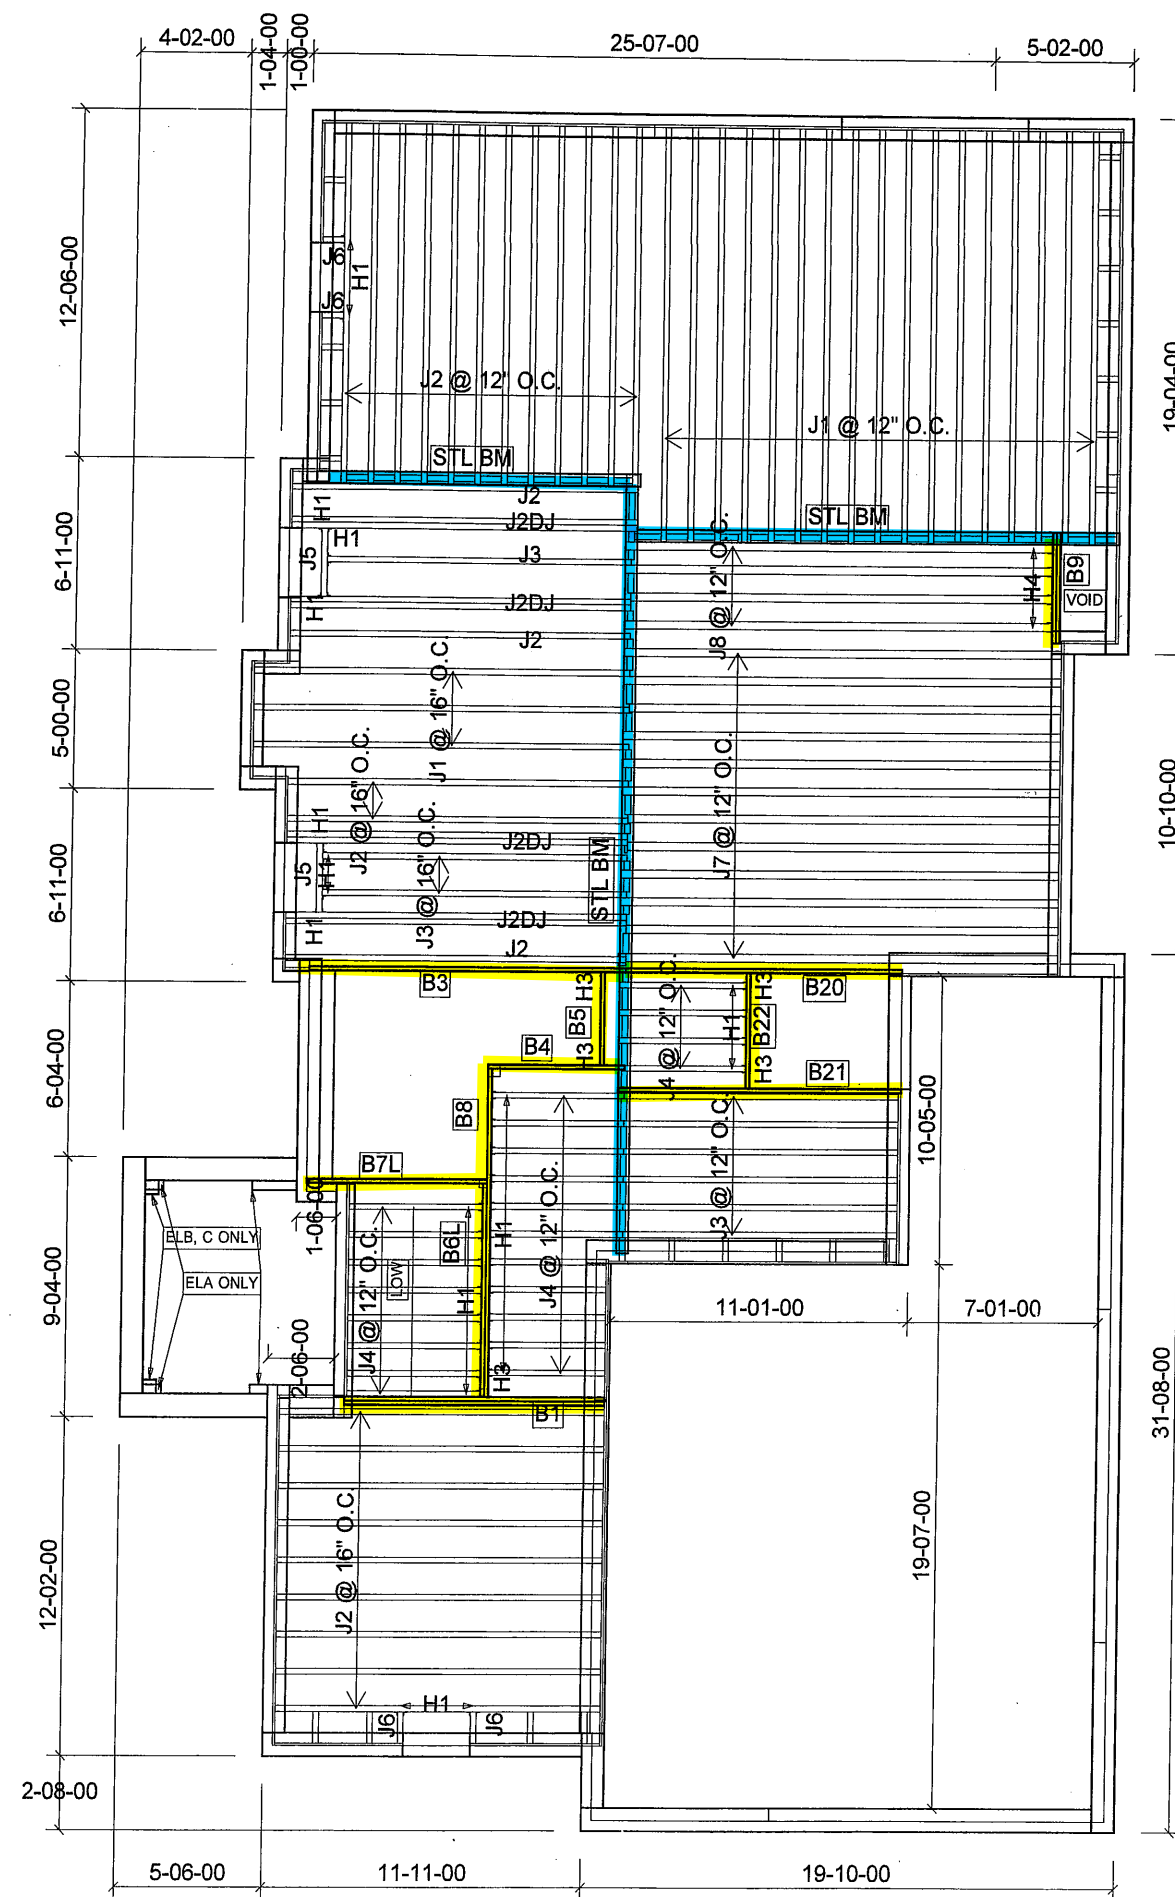 4-02-00
1-04-00
1-00-00
25-07-00
5-02-00
12-06-00
19-04-00
J6
H1
J6
J2 @ 12" O.C.
J1 @ 12" O.C.
STL BM
STL BM
6-11-00
H1
J2
J2DJ
H1
J5
J3
H1
J2DJ
J2
J8 @ 12" O.C.
H4
B9
VOID
5-00-00
J1 @ 16" O.C.
J2 @ 16" O.C.
J7 @ 12" O.C.
10-10-00
6-11-00
H1
J5
H1
J3 @ 16" O.C.
J2DJ
STL BM
H1
J2DJ
J2
B3
H3
B5
H3
B4
J4 @ 12" O.C.
H1
H3
B22
H3
B20
B21
6-04-00
B8
B7L
10-05-00
1-06-00
ELB, C ONLY
ELA ONLY
9-04-00
J4 @ 12" O.C.
LOW
B6L
H1
H1
J4 @ 12" O.C.
J3 @ 12" O.C.
H3
2-06-00
B1
11-01-00
7-01-00
31-08-00
12-02-00
J2 @ 16" O.C.
19-07-00
J6
H1
J6
2-08-00
5-06-00
11-11-00
19-10-00